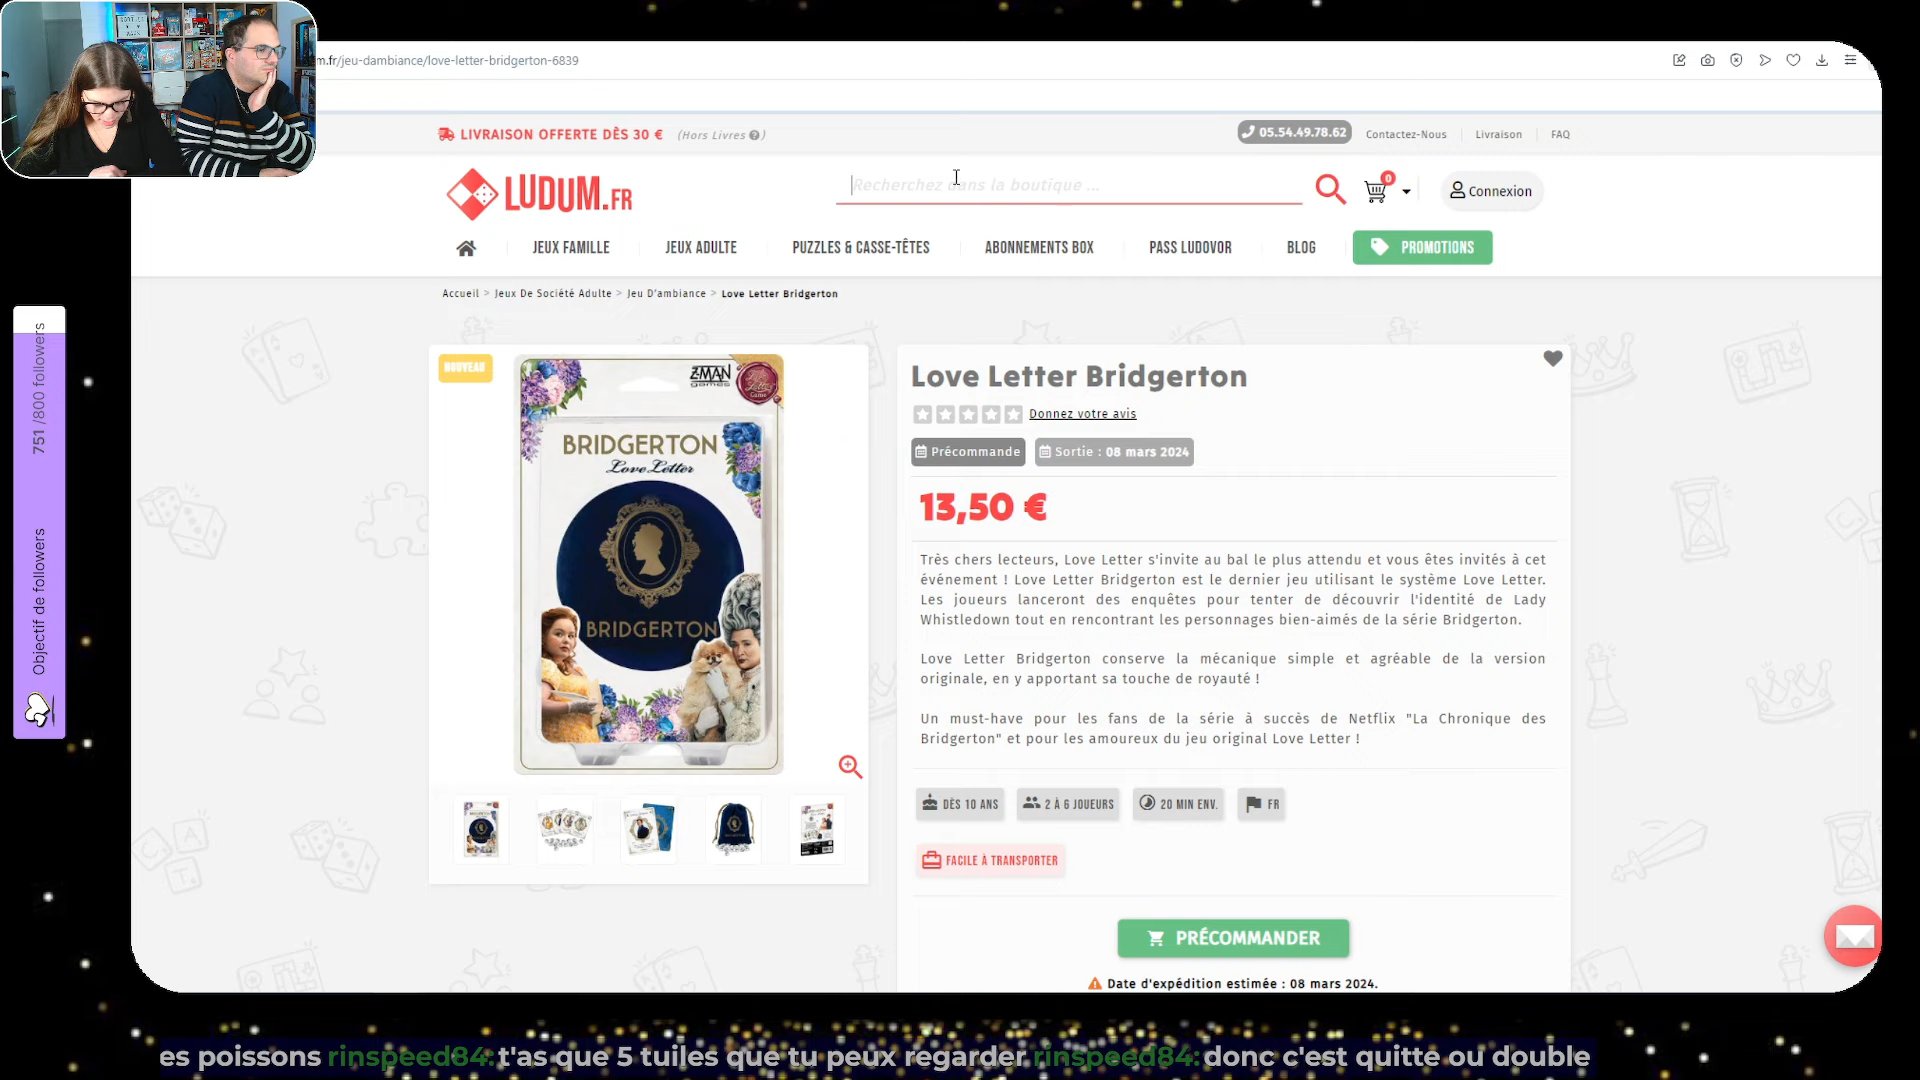 m.fr/jeu-dambiance/love-letter-bridgerton-6839
LIVRAISON OFFERTE DÈS 30 € (Hors Livres)
05.54.49.78.62
Contactez-Nous
Livraison
FAQ
LUDUM.FR
Recherchez dans la boutique ...
0
Connexion
JEUX FAMILLE
JEUX ADULTE
PUZZLES & CASSE-TÊTES
ABONNEMENTS BOX
PASS LUDOVOR
BLOG
PROMOTIONS
Accueil > Jeux De Société Adulte > Jeu D'ambiance > Love Letter Bridgerton
NOUVEAU
Z-MAN games
BRIDGERTON
Love Letter
BRIDGERTON
Love Letter Bridgerton
Donnez votre avis
Précommande
Sortie : 08 mars 2024
13,50 €
Très chers lecteurs, Love Letter s'invite au bal le plus attendu et vous êtes invités à cet
événement ! Love Letter Bridgerton est le dernier jeu utilisant le système Love Letter.
Les joueurs lanceront des enquêtes pour tenter de découvrir l'identité de Lady
Whistledown tout en rencontrant les personnages bien-aimés de la série Bridgerton.
Love Letter Bridgerton conserve la mécanique simple et agréable de la version
originale, en y apportant sa touche de royauté !
Un must-have pour les fans de la série à succès de Netflix "La Chronique des
Bridgerton" et pour les amoureux du jeu original Love Letter !
DÈS 10 ANS
2 À 6 JOUEURS
20 MIN ENV.
FR
FACILE À TRANSPORTER
PRÉCOMMANDER
Date d'expédition estimée : 08 mars 2024.
Objectif de followers
751 /800 followers
es poissons rinspeed84: t'as que 5 tuiles que tu peux regarder rinspeed84: donc c'est quitte ou double